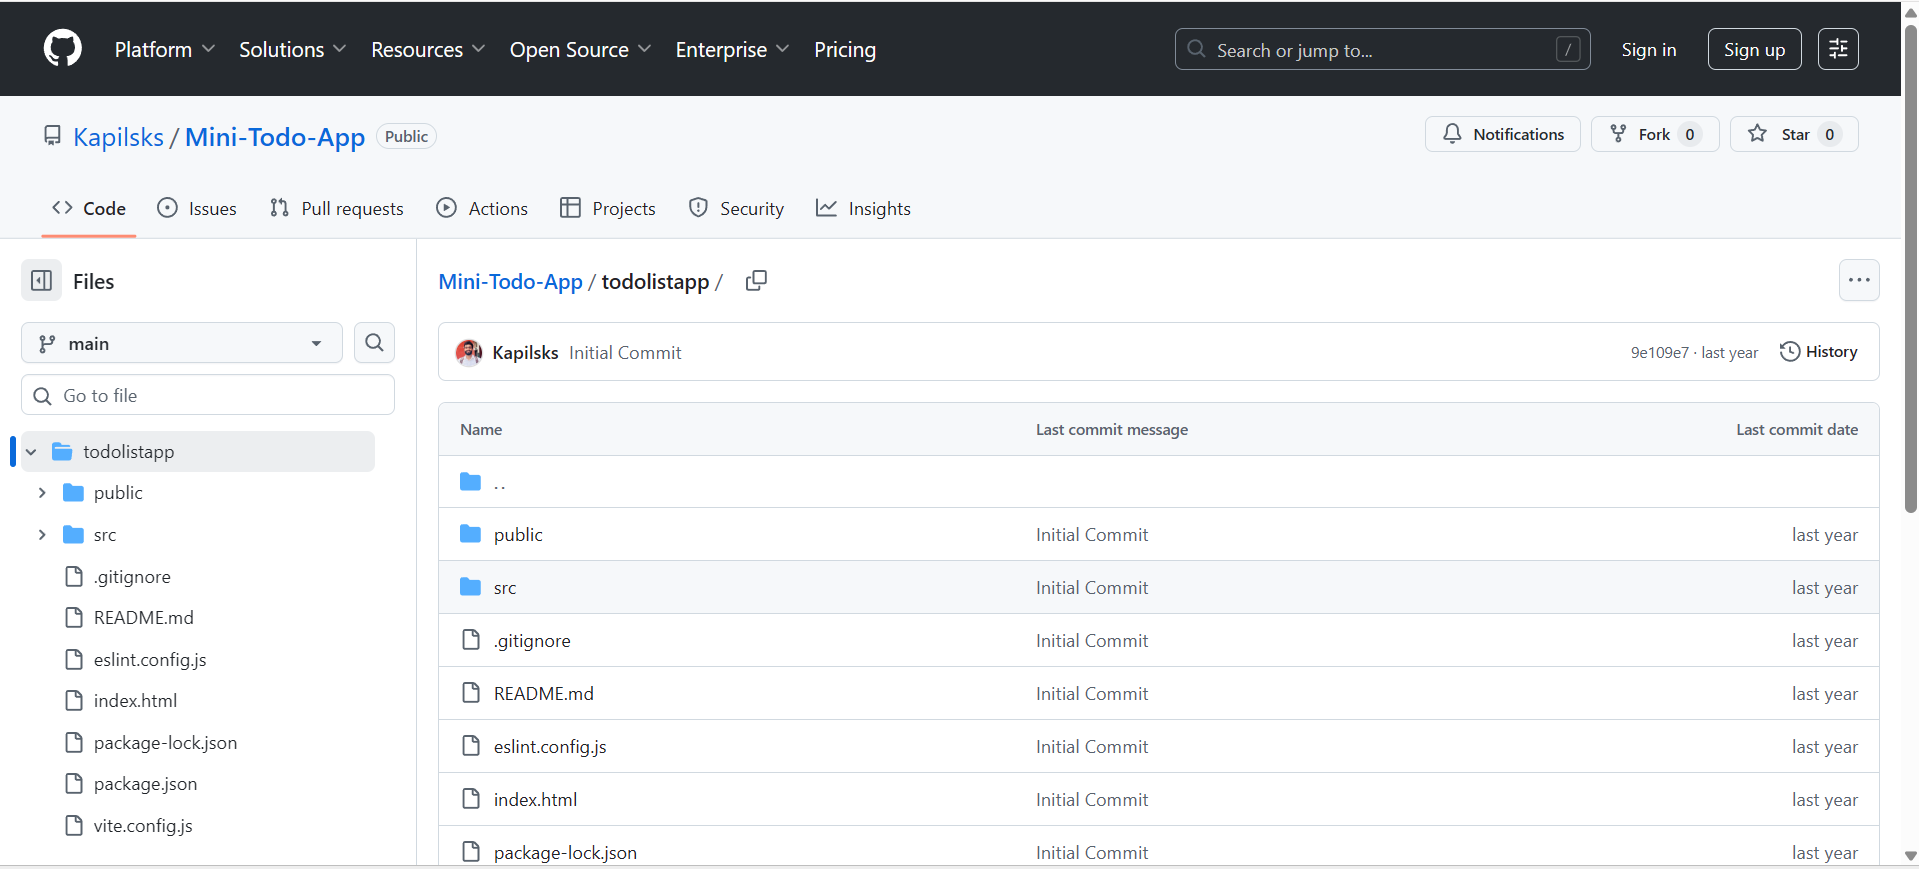 Platform Solutions Resources Open Source Enterprise Pricing Search or jump to... / Sign in Sign up
Kapilsks / Mini-Todo-App Public Notifications Fork 0 Star 0
Code Issues Pull requests Actions Projects Security Insights
Files
main
Go to file
todolistapp
public
src
.gitignore
README.md
eslint.config.js
index.html
package-lock.json
package.json
vite.config.js
Mini-Todo-App / todolistapp /
Kapilsks Initial Commit 9e109e7 · last year History
Name Last commit message Last commit date
..
public Initial Commit last year
src Initial Commit last year
.gitignore Initial Commit last year
README.md Initial Commit last year
eslint.config.js Initial Commit last year
index.html Initial Commit last year
package-lock.json Initial Commit last year